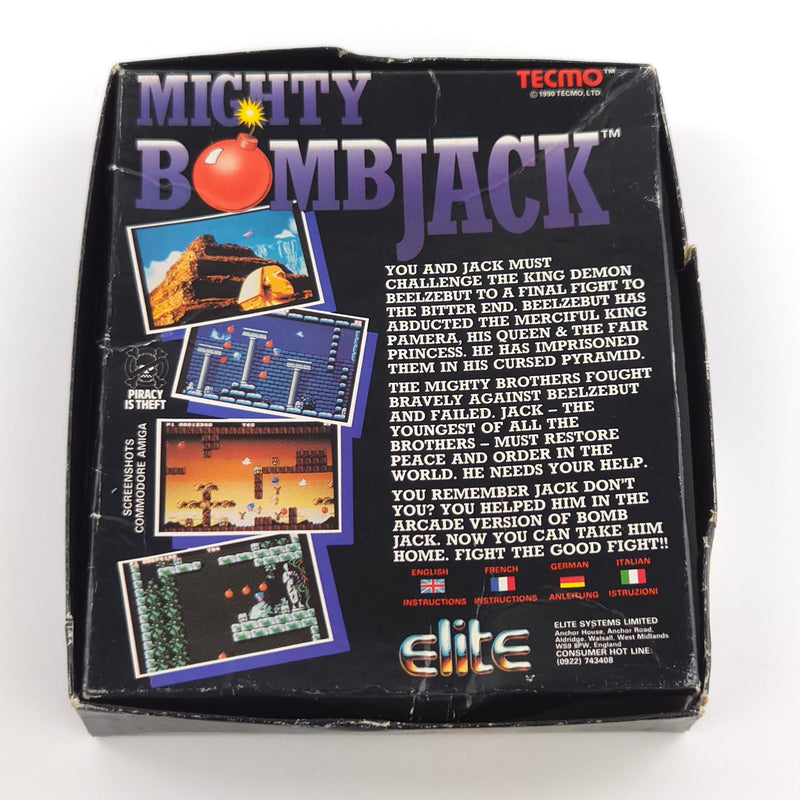 MIGHTY
BOMBJACK™
TECMO™
© 1990 TECMO, LTD.
YOU AND JACK MUST
CHALLENGE THE KING DEMON
BEELZEBUT TO A FINAL FIGHT TO
THE BITTER END. BEELZEBUT HAS
ABDUCTED THE MERCIFUL KING
PAMERA, HIS QUEEN & THE FAIR
PRINCESS. HE HAS IMPRISONED
THEM IN HIS CURSED PYRAMID.
THE MIGHTY BROTHERS FOUGHT
BRAVELY AGAINST BEELZEBUT
AND FAILED. JACK – THE
YOUNGEST OF ALL THE
BROTHERS – MUST RESTORE
PEACE AND ORDER IN THE
WORLD. HE NEEDS YOUR HELP.
YOU REMEMBER JACK DON'T
YOU? YOU HELPED HIM IN THE
ARCADE VERSION OF BOMB
JACK. NOW YOU CAN TAKE HIM
HOME. FIGHT THE GOOD FIGHT!!
PIRACY
IS THEFT
SCREENSHOTS
COMMODORE AMIGA
ENGLISH
INSTRUCTIONS
FRENCH
INSTRUCTIONS
GERMAN
ANLEITUNG
ITALIAN
ISTRUZIONI
elite
ELITE SYSTEMS LIMITED
Anchor House, Anchor Road,
Aldridge, Walsall, West Midlands
WS9 8PW, England
CONSUMER HOT LINE:
(0922) 743408